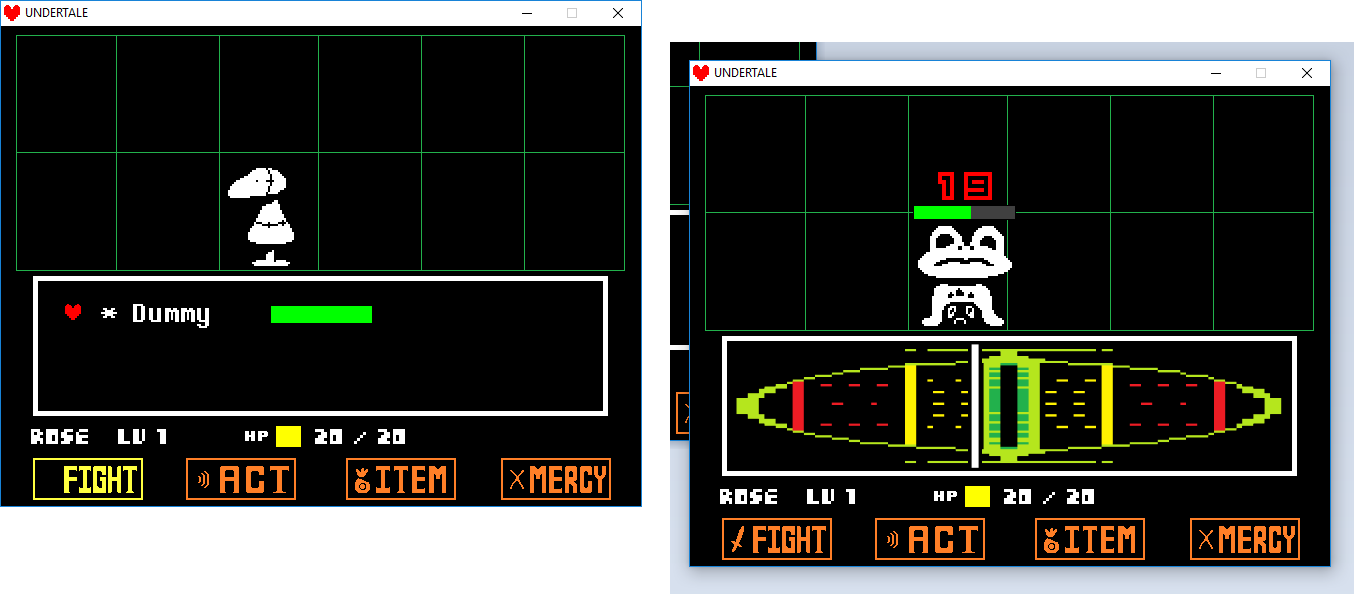 UNDERTALE
* Dummy
ROSE LV 1 HP 20 / 20
FIGHT ACT ITEM MERCY
UNDERTALE
19
ROSE LV 1 HP 20 / 20
FIGHT ACT ITEM MERCY